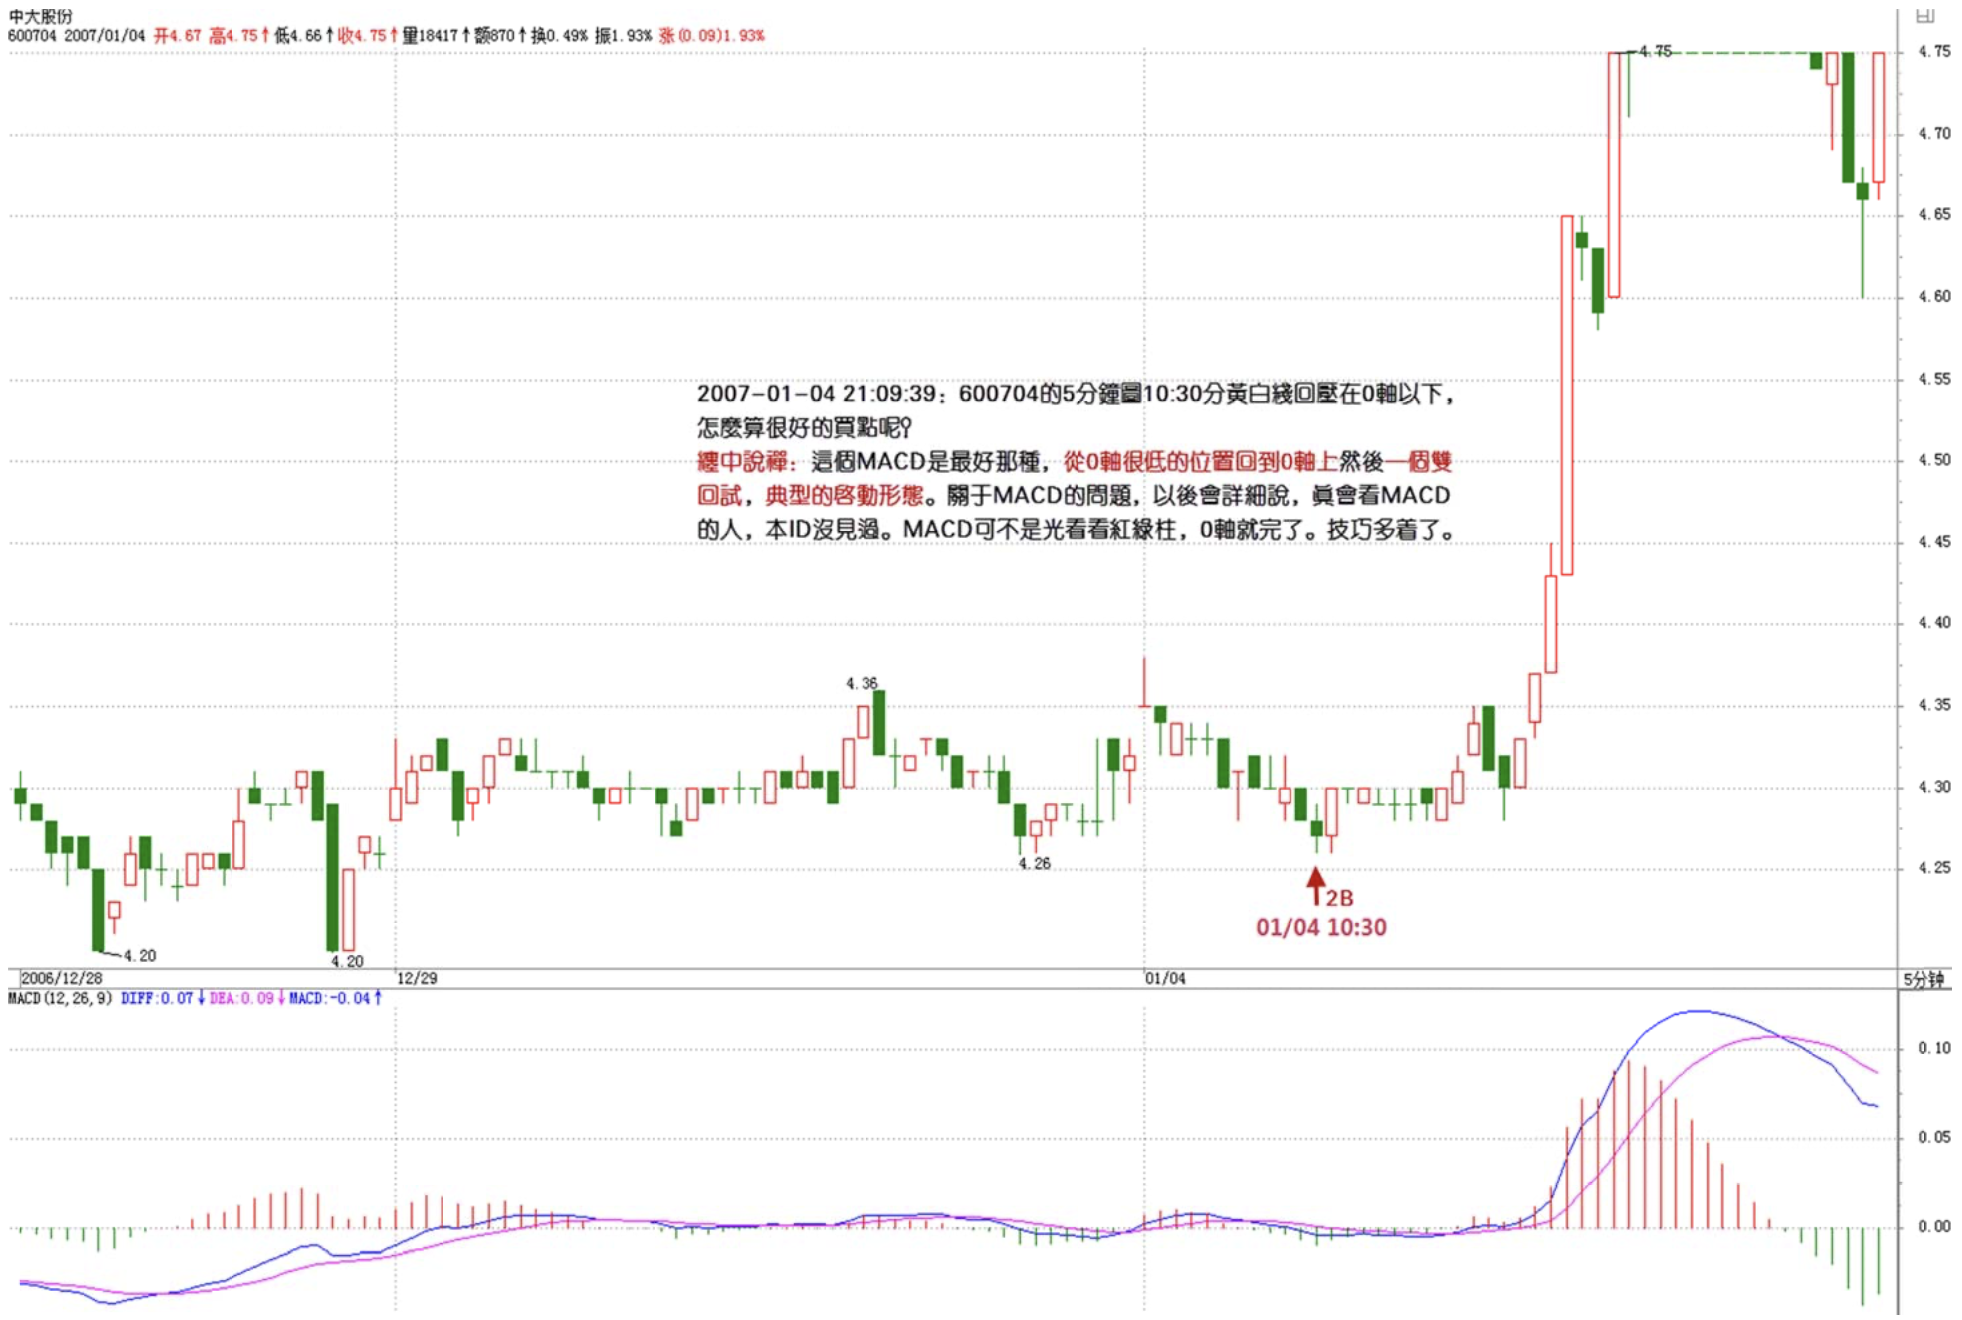 中大股份
600704 2007/01/04 开4.67 高4.75↑低4.66↑收4.75↑量18417↑额870↑换0.49% 振1.93% 涨(0.09)1.93%
4.75
4.75
4.70
4.65
4.60
4.55
2007-01-04 21:09:39：600704的5分鐘圖10:30分黃白綫回壓在0軸以下，
怎麼算很好的買點呢？
纏中說禪：這個MACD是最好那種，從0軸很低的位置回到0軸上然後一個雙
回試，典型的啓動形態。關于MACD的問題，以後會詳細說，眞會看MACD
的人，本ID沒見過。MACD可不是光看看紅綠柱，0軸就完了。技巧多着了。
4.50
4.45
4.40
4.36
4.35
4.30
4.26
4.25
2B
01/04 10:30
4.20
4.20
2006/12/28 12/29 01/04 5分钟
MACD(12,26,9) DIFF:0.07↓DEA:0.09↓MACD:-0.04↑
0.10
0.05
0.00